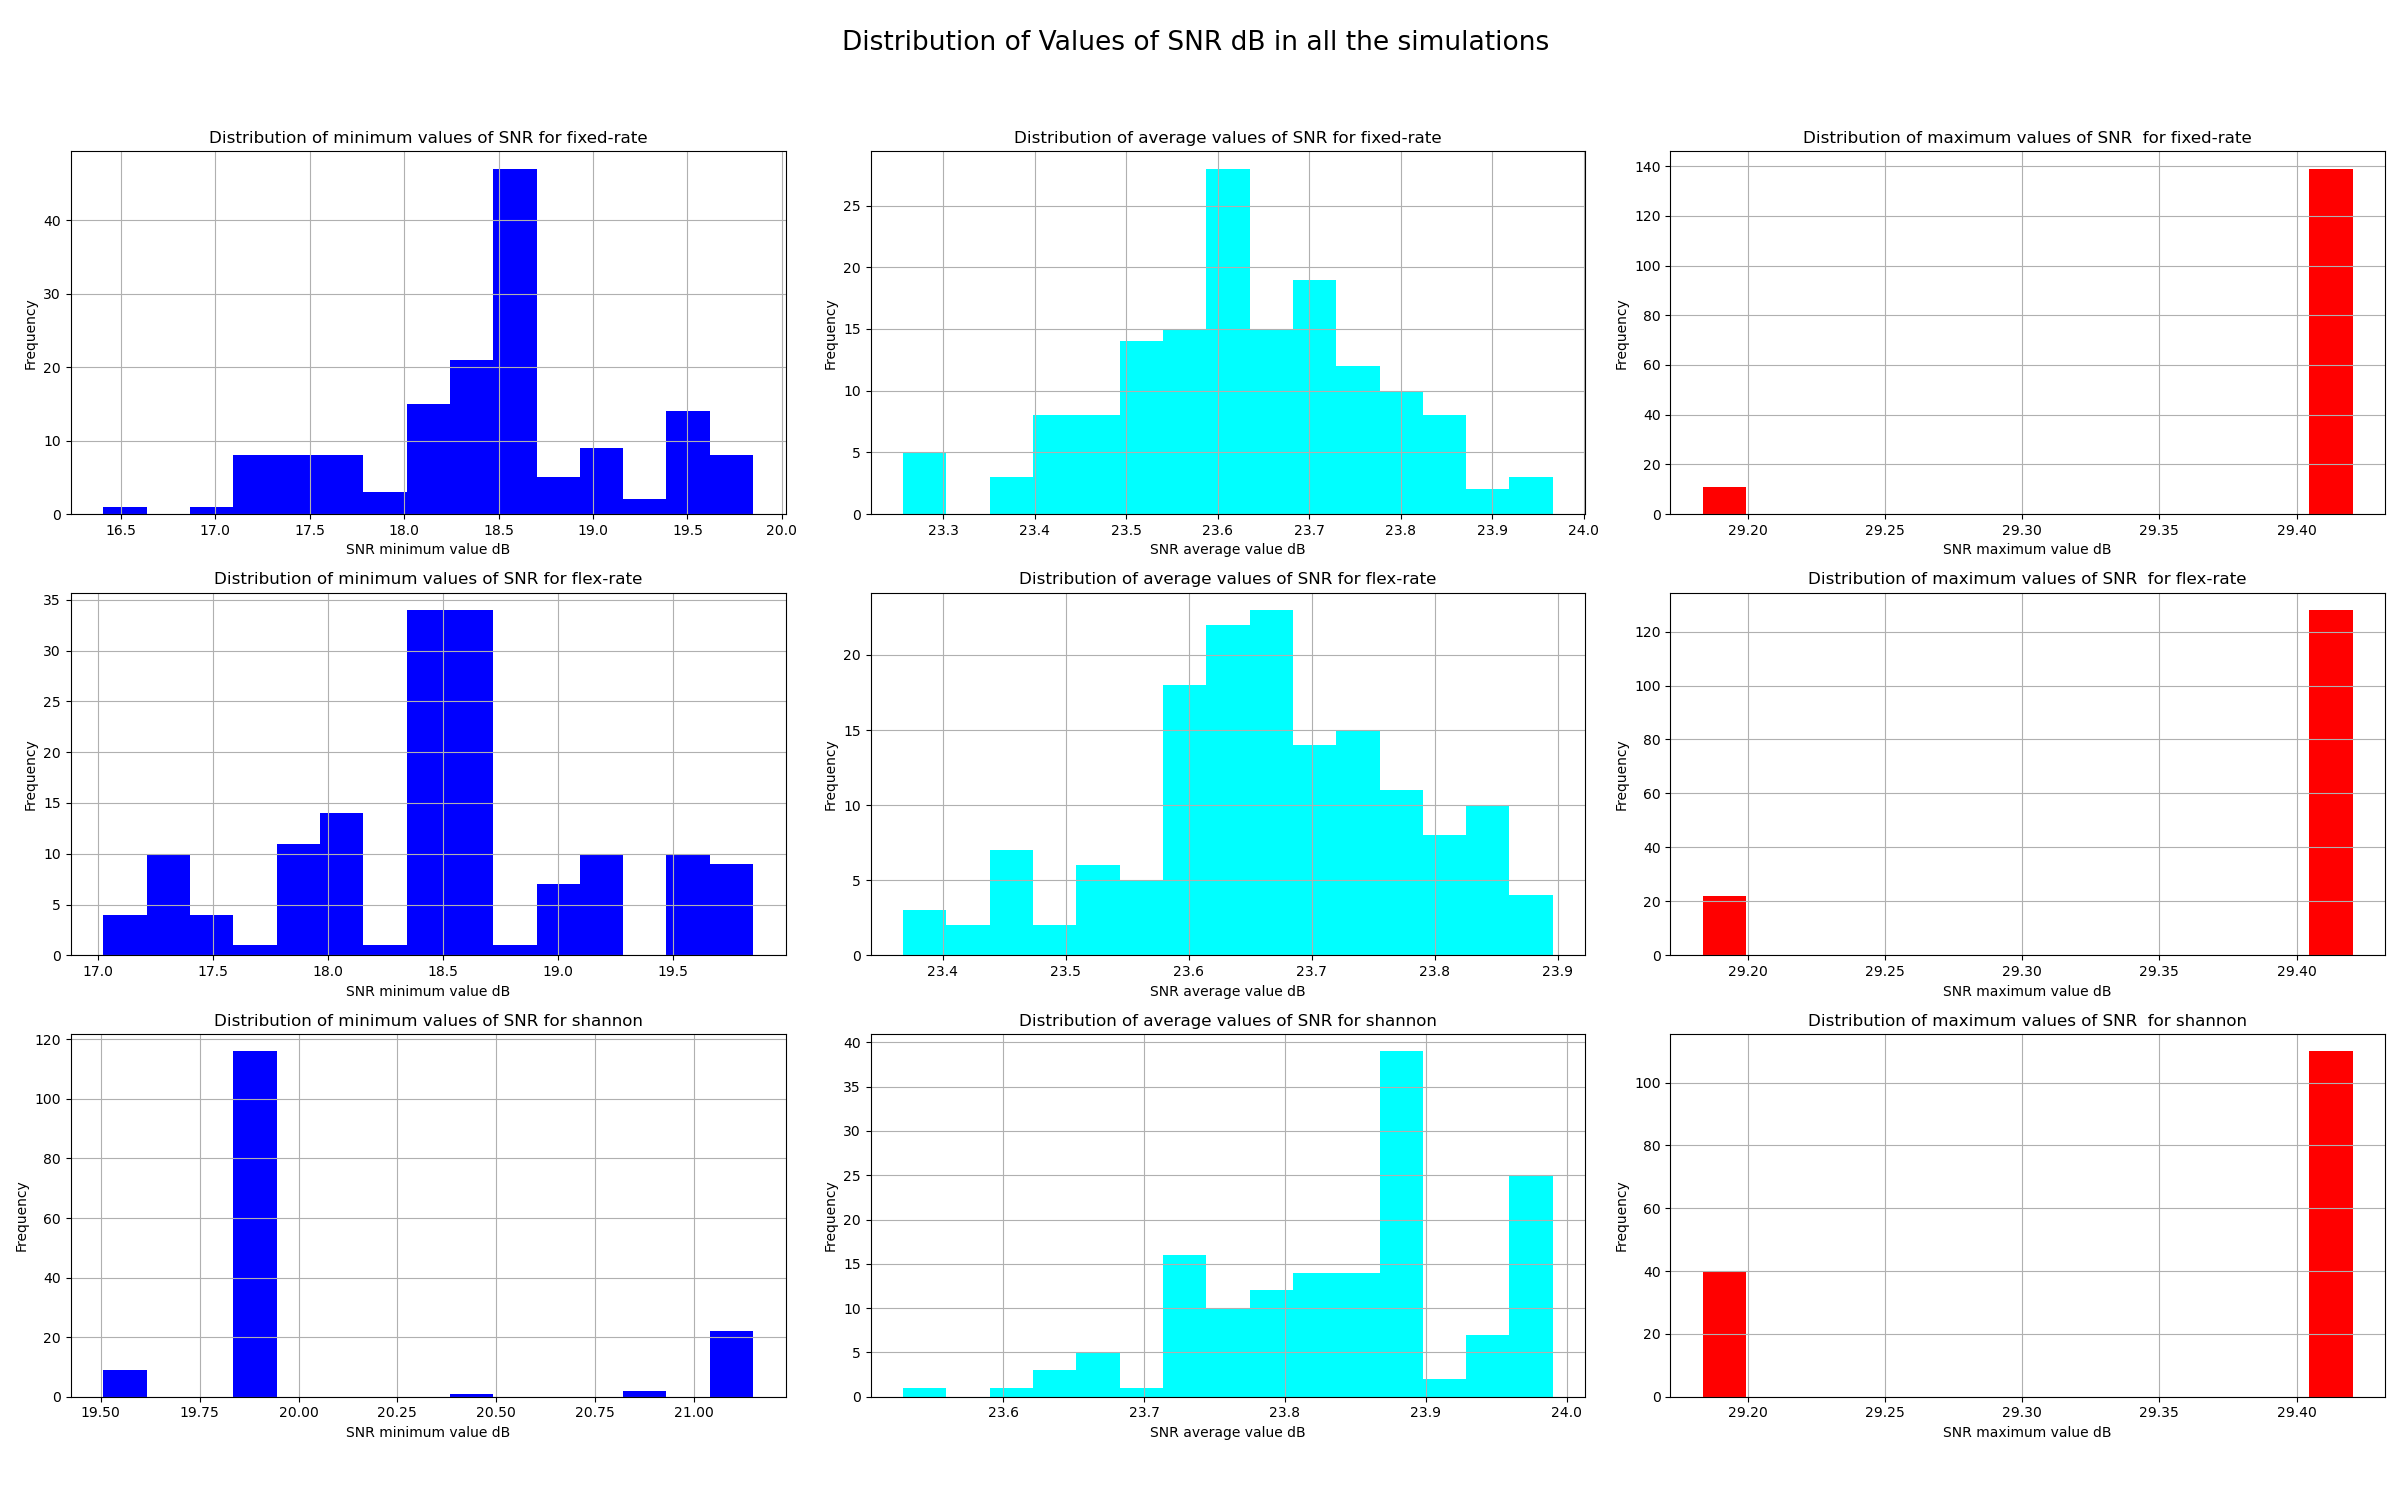 Distribution of Values of SNR dB in all the simulations
Distribution of minimum values of SNR for fixed-rate
Frequency
0 10 20 30 40
16.5 17.0 17.5 18.0 18.5 19.0 19.5 20.0
SNR minimum value dB
Distribution of average values of SNR for fixed-rate
Frequency
0 5 10 15 20 25
23.3 23.4 23.5 23.6 23.7 23.8 23.9 24.0
SNR average value dB
Distribution of maximum values of SNR  for fixed-rate
Frequency
0 20 40 60 80 100 120 140
29.20 29.25 29.30 29.35 29.40
SNR maximum value dB
Distribution of minimum values of SNR for flex-rate
Frequency
0 5 10 15 20 25 30 35
17.0 17.5 18.0 18.5 19.0 19.5
SNR minimum value dB
Distribution of average values of SNR for flex-rate
Frequency
0 5 10 15 20
23.4 23.5 23.6 23.7 23.8 23.9
SNR average value dB
Distribution of maximum values of SNR  for flex-rate
Frequency
0 20 40 60 80 100 120
29.20 29.25 29.30 29.35 29.40
SNR maximum value dB
Distribution of minimum values of SNR for shannon
Frequency
0 20 40 60 80 100 120
19.50 19.75 20.00 20.25 20.50 20.75 21.00
SNR minimum value dB
Distribution of average values of SNR for shannon
Frequency
0 5 10 15 20 25 30 35 40
23.6 23.7 23.8 23.9 24.0
SNR average value dB
Distribution of maximum values of SNR  for shannon
Frequency
0 20 40 60 80 100
29.20 29.25 29.30 29.35 29.40
SNR maximum value dB